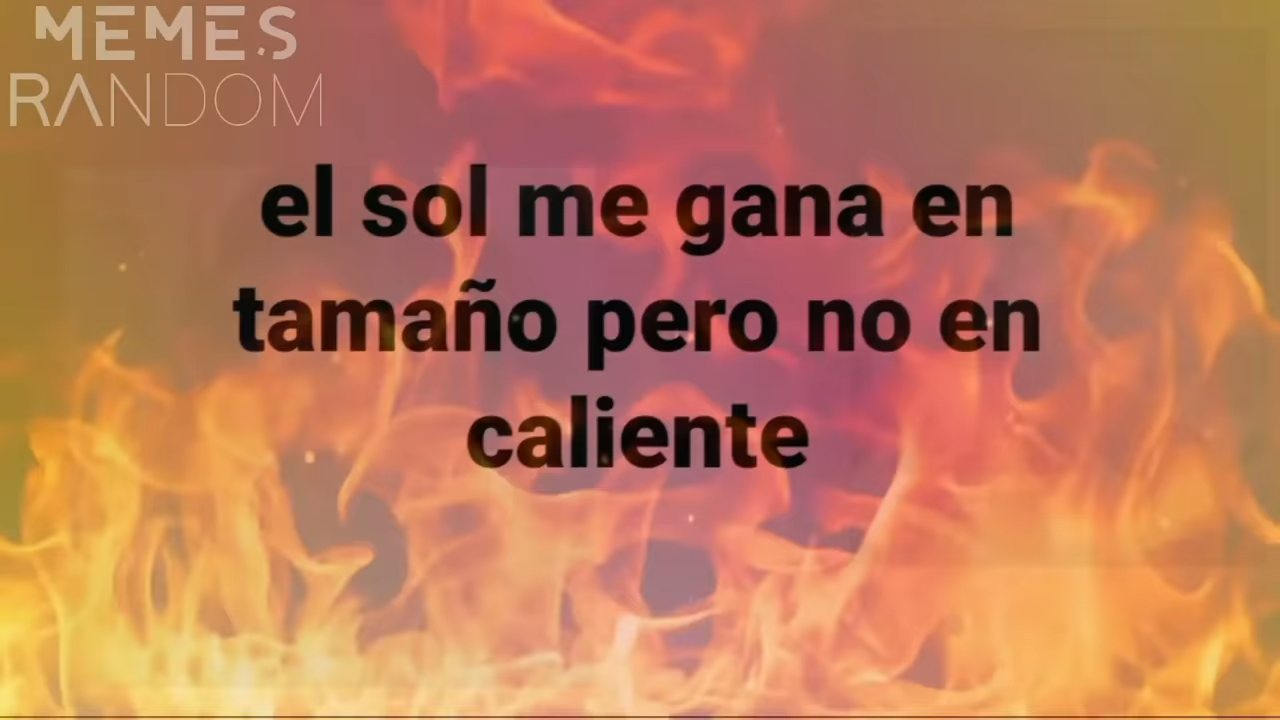 MEMES
RANDOM
el sol me gana en
tamaño pero no en
caliente